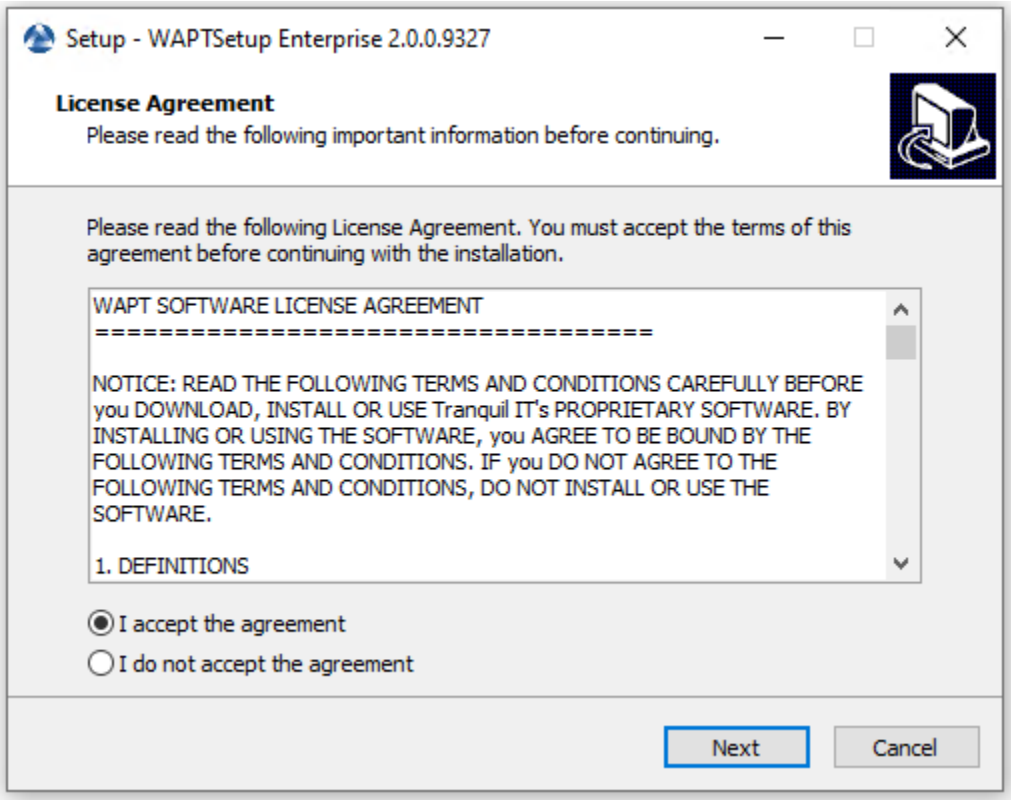 Setup - WAPTSetup Enterprise 2.0.0.9327
License Agreement
Please read the following important information before continuing.
Please read the following License Agreement. You must accept the terms of this
agreement before continuing with the installation.
WAPT SOFTWARE LICENSE AGREEMENT
===================================
NOTICE: READ THE FOLLOWING TERMS AND CONDITIONS CAREFULLY BEFORE
you DOWNLOAD, INSTALL OR USE Tranquil IT's PROPRIETARY SOFTWARE. BY
INSTALLING OR USING THE SOFTWARE, you AGREE TO BE BOUND BY THE
FOLLOWING TERMS AND CONDITIONS. IF you DO NOT AGREE TO THE
FOLLOWING TERMS AND CONDITIONS, DO NOT INSTALL OR USE THE
SOFTWARE.
1. DEFINITIONS
I accept the agreement
I do not accept the agreement
Next
Cancel